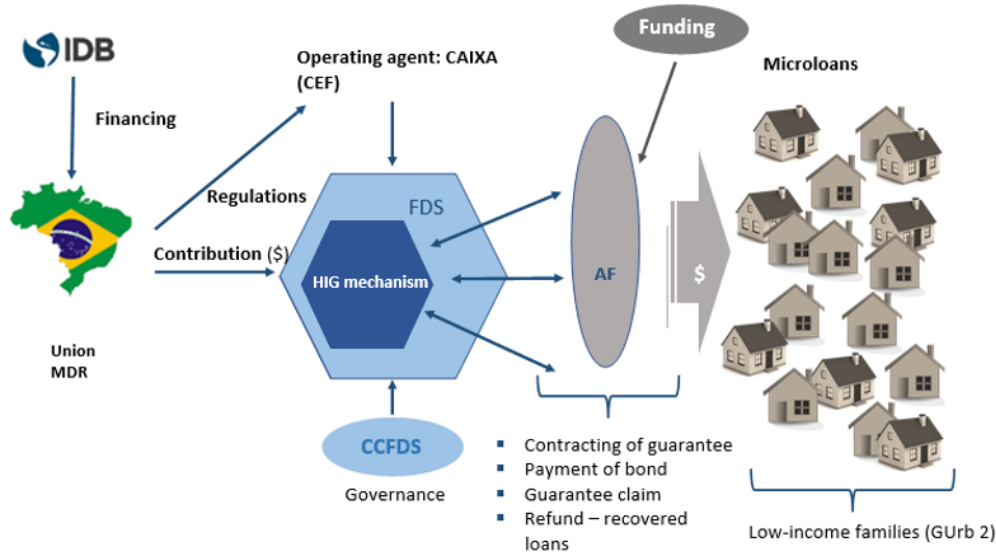 IDB
Financing
Union
MDR
Operating agent: CAIXA
(CEF)
Regulations
Contribution ($)
FDS
HIG mechanism
CCFDS
Governance
Funding
AF
$
Contracting of guarantee
Payment of bond
Guarantee claim
Refund – recovered
loans
Microloans
Low-income families (GUrb 2)